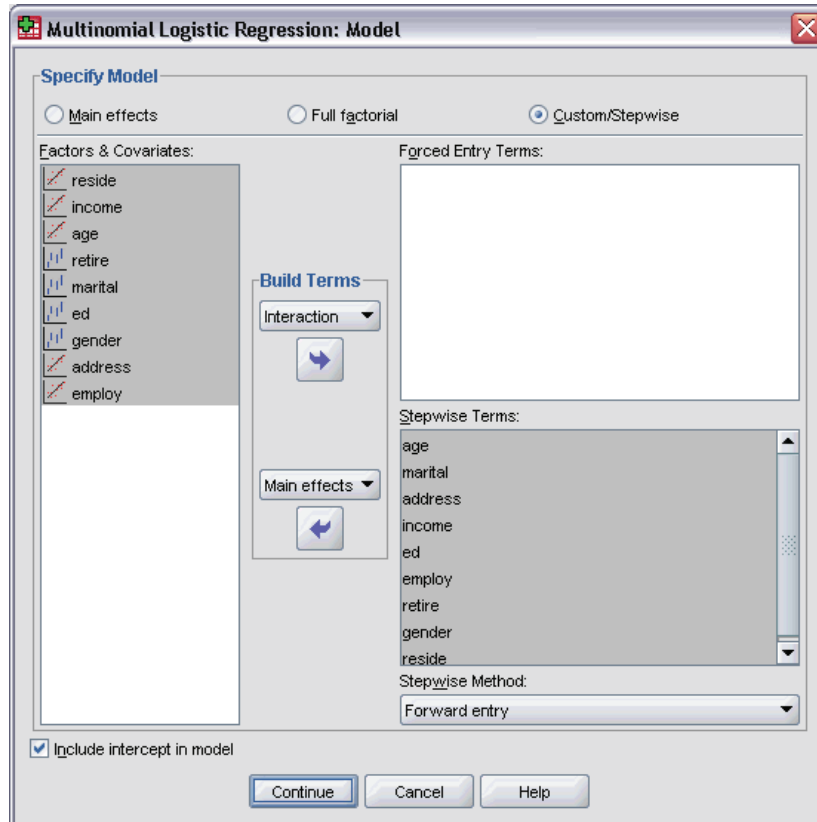 Multinomial Logistic Regression: Model
Specify Model
Main effects
Full factorial
Custom/Stepwise
Factors & Covariates:
reside
income
age
retire
marital
ed
gender
address
employ
Build Terms
Interaction
Main effects
Forced Entry Terms:
Stepwise Terms:
age
marital
address
income
ed
employ
retire
gender
reside
Stepwise Method:
Forward entry
Include intercept in model
Continue
Cancel
Help